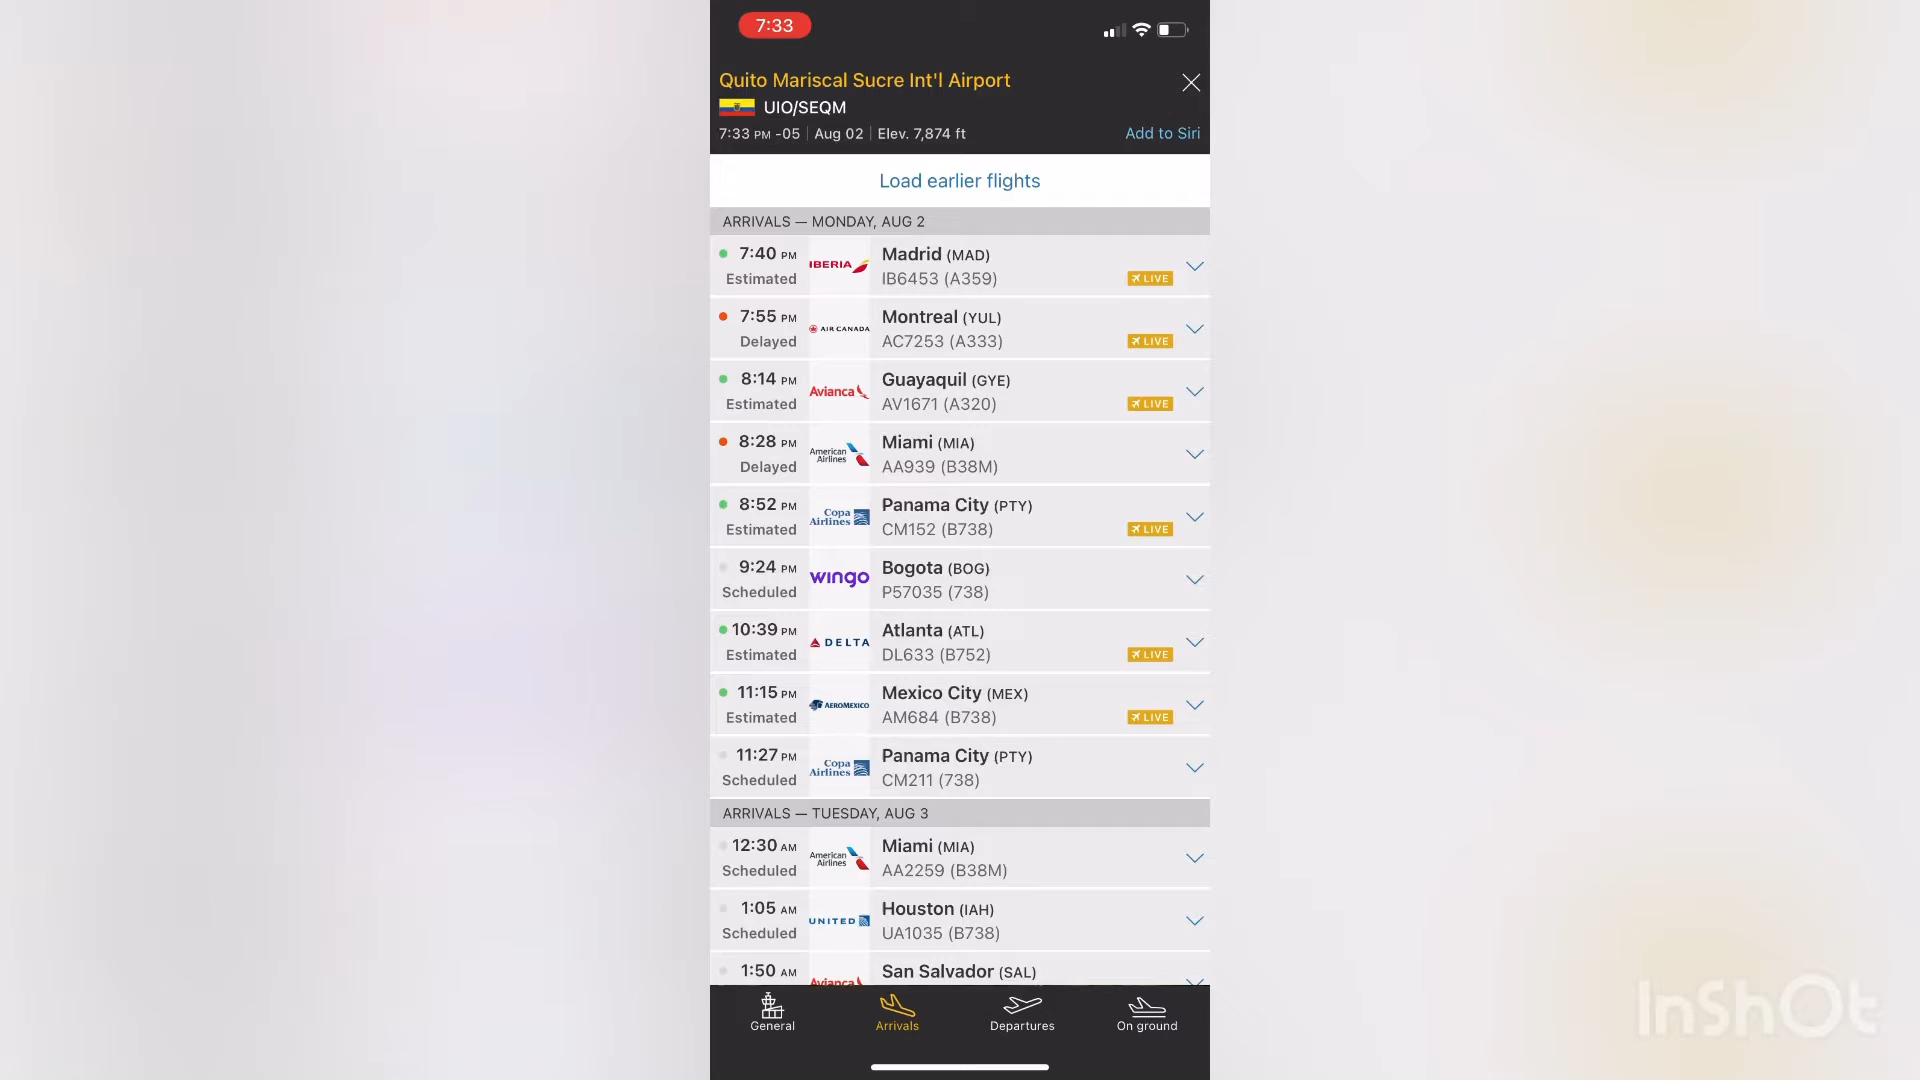 7:33
Quito Mariscal Sucre Int'l Airport
UIO/SEQM
7:33 PM -05 | Aug 02 | Elev. 7,874 ft
Add to Siri
Load earlier flights
ARRIVALS — MONDAY, AUG 2
7:40 PM IBERIA Madrid (MAD)
Estimated IB6453 (A359) LIVE
7:55 PM AIR CANADA Montreal (YUL)
Delayed AC7253 (A333) LIVE
8:14 PM Avianca Guayaquil (GYE)
Estimated AV1671 (A320) LIVE
8:28 PM American Airlines Miami (MIA)
Delayed AA939 (B38M)
8:52 PM Copa Airlines Panama City (PTY)
Estimated CM152 (B738) LIVE
9:24 PM wingo Bogota (BOG)
Scheduled P57035 (738)
10:39 PM DELTA Atlanta (ATL)
Estimated DL633 (B752) LIVE
11:15 PM AEROMEXICO Mexico City (MEX)
Estimated AM684 (B738) LIVE
11:27 PM Copa Airlines Panama City (PTY)
Scheduled CM211 (738)
ARRIVALS — TUESDAY, AUG 3
12:30 AM American Airlines Miami (MIA)
Scheduled AA2259 (B38M)
1:05 AM UNITED Houston (IAH)
Scheduled UA1035 (B738)
1:50 AM Avianca San Salvador (SAL)
General Arrivals Departures On ground
InShOt